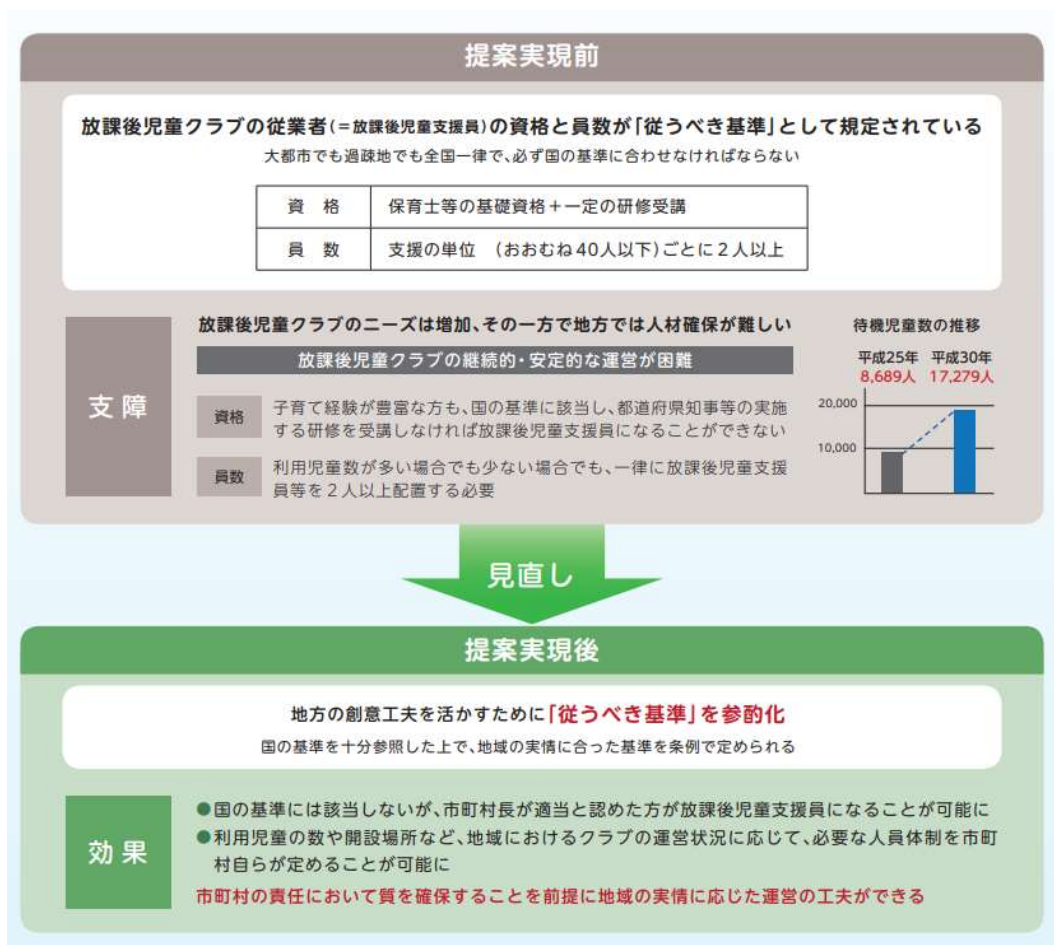 提案実現前
放課後児童クラブの従業者(=放課後児童支援員)の資格と員数が「従うべき基準」として規定されている
大都市でも過疎地でも全国一律で、必ず国の基準に合わせなければならない
資 格 保育士等の基礎資格+一定の研修受講
員 数 支援の単位 (おおむね40人以下)ごとに2人以上
支障
放課後児童クラブのニーズは増加、その一方で地方では人材確保が難しい
放課後児童クラブの継続的・安定的な運営が困難
資格
子育て経験が豊富な方も、国の基準に該当し、都道府県知事等の実施
する研修を受講しなければ放課後児童支援員になることができない
員数
利用児童数が多い場合でも少ない場合でも、一律に放課後児童支援
員等を2人以上配置する必要
待機児童数の推移
平成25年 平成30年
8,689人 17,279人
20,000
10,000
見直し
提案実現後
地方の創意工夫を活かすために「従うべき基準」を参酌化
国の基準を十分参照した上で、地域の実情に合った基準を条例で定められる
効果
●国の基準には該当しないが、市町村長が適当と認めた方が放課後児童支援員になることが可能に
●利用児童の数や開設場所など、地域におけるクラブの運営状況に応じて、必要な人員体制を市町
村自らが定めることが可能に
市町村の責任において質を確保することを前提に地域の実情に応じた運営の工夫ができる